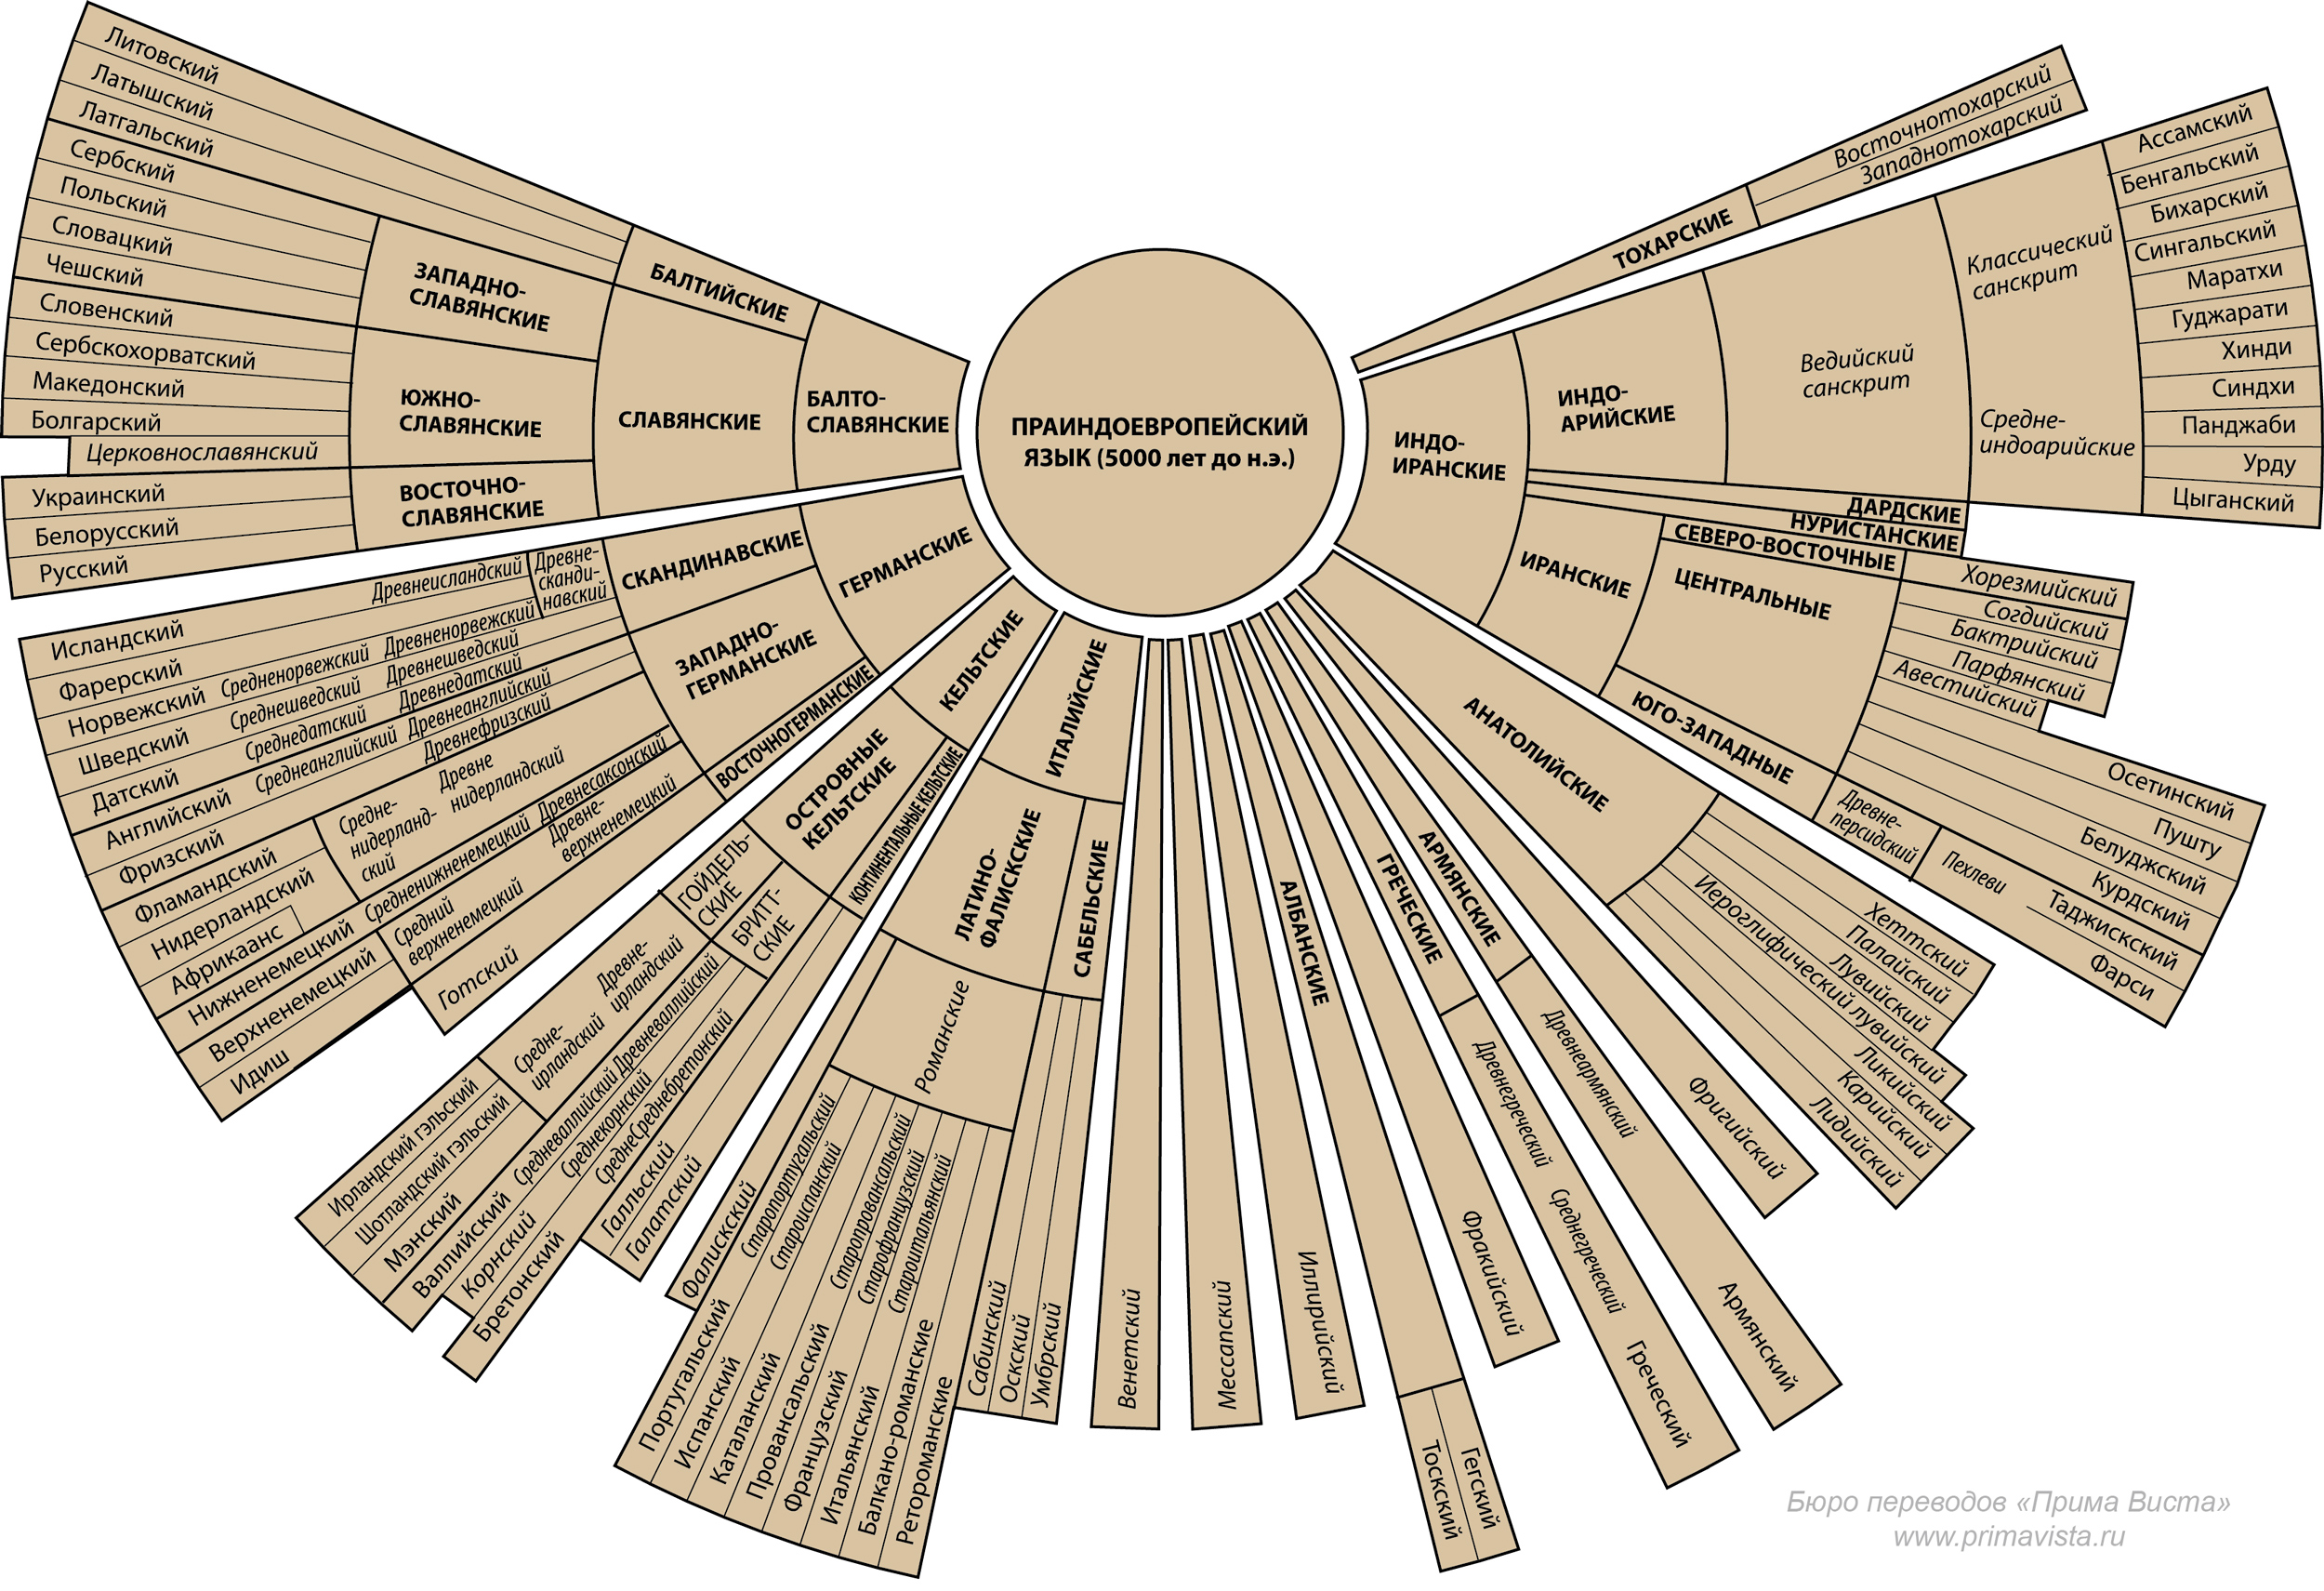 ПРАИНДОЕВРОПЕЙСКИЙ
ЯЗЫК (5000 лет до н.э.)
БАЛТО-
СЛАВЯНСКИЕ
БАЛТИЙСКИЕ
Литовский
Латышский
Латгальский
СЛАВЯНСКИЕ
ЗАПАДНО-
СЛАВЯНСКИЕ
Сербский
Польский
Словацкий
Чешский
ЮЖНО-
СЛАВЯНСКИЕ
Словенский
Сербскохорватский
Македонский
Болгарский
Церковнославянский
ВОСТОЧНО-
СЛАВЯНСКИЕ
Украинский
Белорусский
Русский
ГЕРМАНСКИЕ
СКАНДИНАВСКИЕ
Древне-
сканди-
навский
Древнеисландский
Исландский
Фарерский
Норвежский Средненорвежский Древненорвежский
Шведский Среднешведский Древнешведский
Датский Среднедатский Древнедатский
ЗАПАДНО-
ГЕРМАНСКИЕ
Английский Среднеанглийский Древнеанглийский
Фризский Древнефризский
Древне
нидерландский
Средне-
нидерланд-
ский
Фламандский
Нидерландский
Африкаанс
Нижненемецкий Средненижненемецкий Древнесаксонский
Древне-
верхненемецкий
Средний
верхненемецкий
Верхненемецкий
Идиш
ВОСТОЧНОГЕРМАНСКИЕ
Готский
КЕЛЬТСКИЕ
ОСТРОВНЫЕ
КЕЛЬТСКИЕ
ГОЙДЕЛЬ-
СКИЕ
Древне-
ирландский
Средне-
ирландский
Ирландский гэльский
Шотландский гэльский
Мэнский
БРИТТ-
СКИЕ
Валлийский Средневаллийский Древневаллийский
Корнский Среднекорнский
Бретонский СреднеСреднебретонский
КОНТИНЕНТАЛЬНЫЕ КЕЛЬТСКИЕ
Галльский
Галатский
ИТАЛИЙСКИЕ
ЛАТИНО-
ФАЛИСКСКИЕ
Фалискский
Романские
Португальский Старопортугальский
Испанский Староиспанский
Каталанский
Провансальский Старопровансальский
Французский Старофранцузский
Итальянский Староитальянский
Балкано-романские
Ретороманские
САБЕЛЬСКИЕ
Сабинский
Оскский
Умбрский
Венетский
Мессапский
Иллирийский
АЛБАНСКИЕ
Тоскский
Гегский
Фракийский
ГРЕЧЕСКИЕ
Древнегреческий
Среднегреческий
Греческий
АРМЯНСКИЕ
Древнеармянский
Армянский
Фригийский
АНАТОЛИЙСКИЕ
Хеттский
Палайский
Лувийский
Иероглифический лувийский
Ликийский
Карийский
Лидийский
ИНДО-
ИРАНСКИЕ
ИРАНСКИЕ
ЮГО-ЗАПАДНЫЕ
Древне-
персидский
Пехлеви
Таджискский
Фарси
ЦЕНТРАЛЬНЫЕ
Согдийский
Бактрийский
Парфянский
Авестийский
Осетинский
Пушту
Белуджский
Курдский
СЕВЕРО-ВОСТОЧНЫЕ
Хорезмийский
НУРИСТАНСКИЕ
ДАРДСКИЕ
ИНДО-
АРИЙСКИЕ
Ведийский
санскрит
Классический
санскрит
Средне-
индоарийские
Ассамский
Бенгальский
Бихарский
Сингальский
Маратхи
Гуджарати
Хинди
Синдхи
Панджаби
Урду
Цыганский
ТОХАРСКИЕ
Восточнотохарский
Западнотохарский
Бюро переводов «Прима Виста»
www.primavista.ru